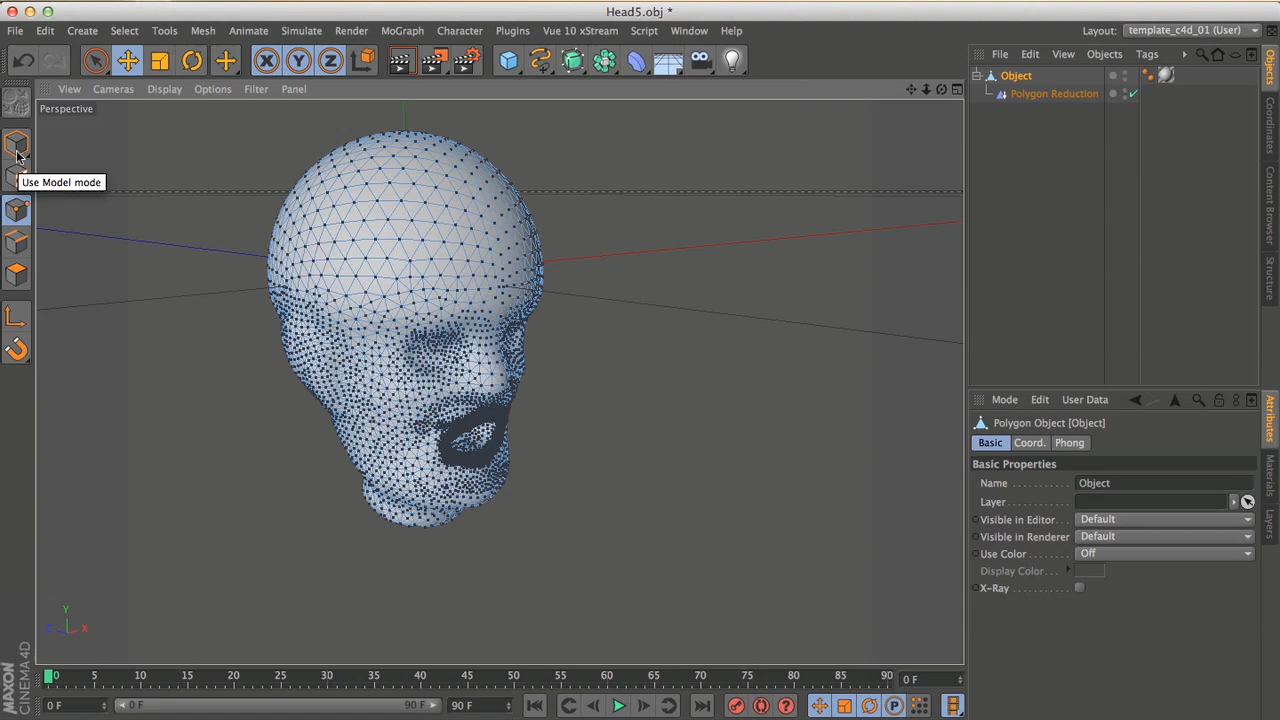 Head5.obj *
File Edit Create Select Tools Mesh Animate Simulate Render MoGraph Character Plugins Vue 10 xStream Script Window Help Layout: template_c4d_01 (User)
X Y Z
File Edit View Objects Tags
View Cameras Display Options Filter Panel
Perspective
Object
Polygon Reduction
Use Model mode
Objects
Coordinates
Content Browser
Structure
Mode Edit User Data
Polygon Object [Object]
Basic Coord. Phong
Basic Properties
Name Object
Layer
Visible in Editor Default
Visible in Renderer Default
Use Color Off
Display Color
X-Ray
Attributes
Materials
Layers
Y
Z X
MAXON
CINEMA 4D
0 5 10 15 20 25 30 35 40 45 50 55 60 65 70 75 80 85 90 0 F
0 F 0 F 90 F 90 F ? P